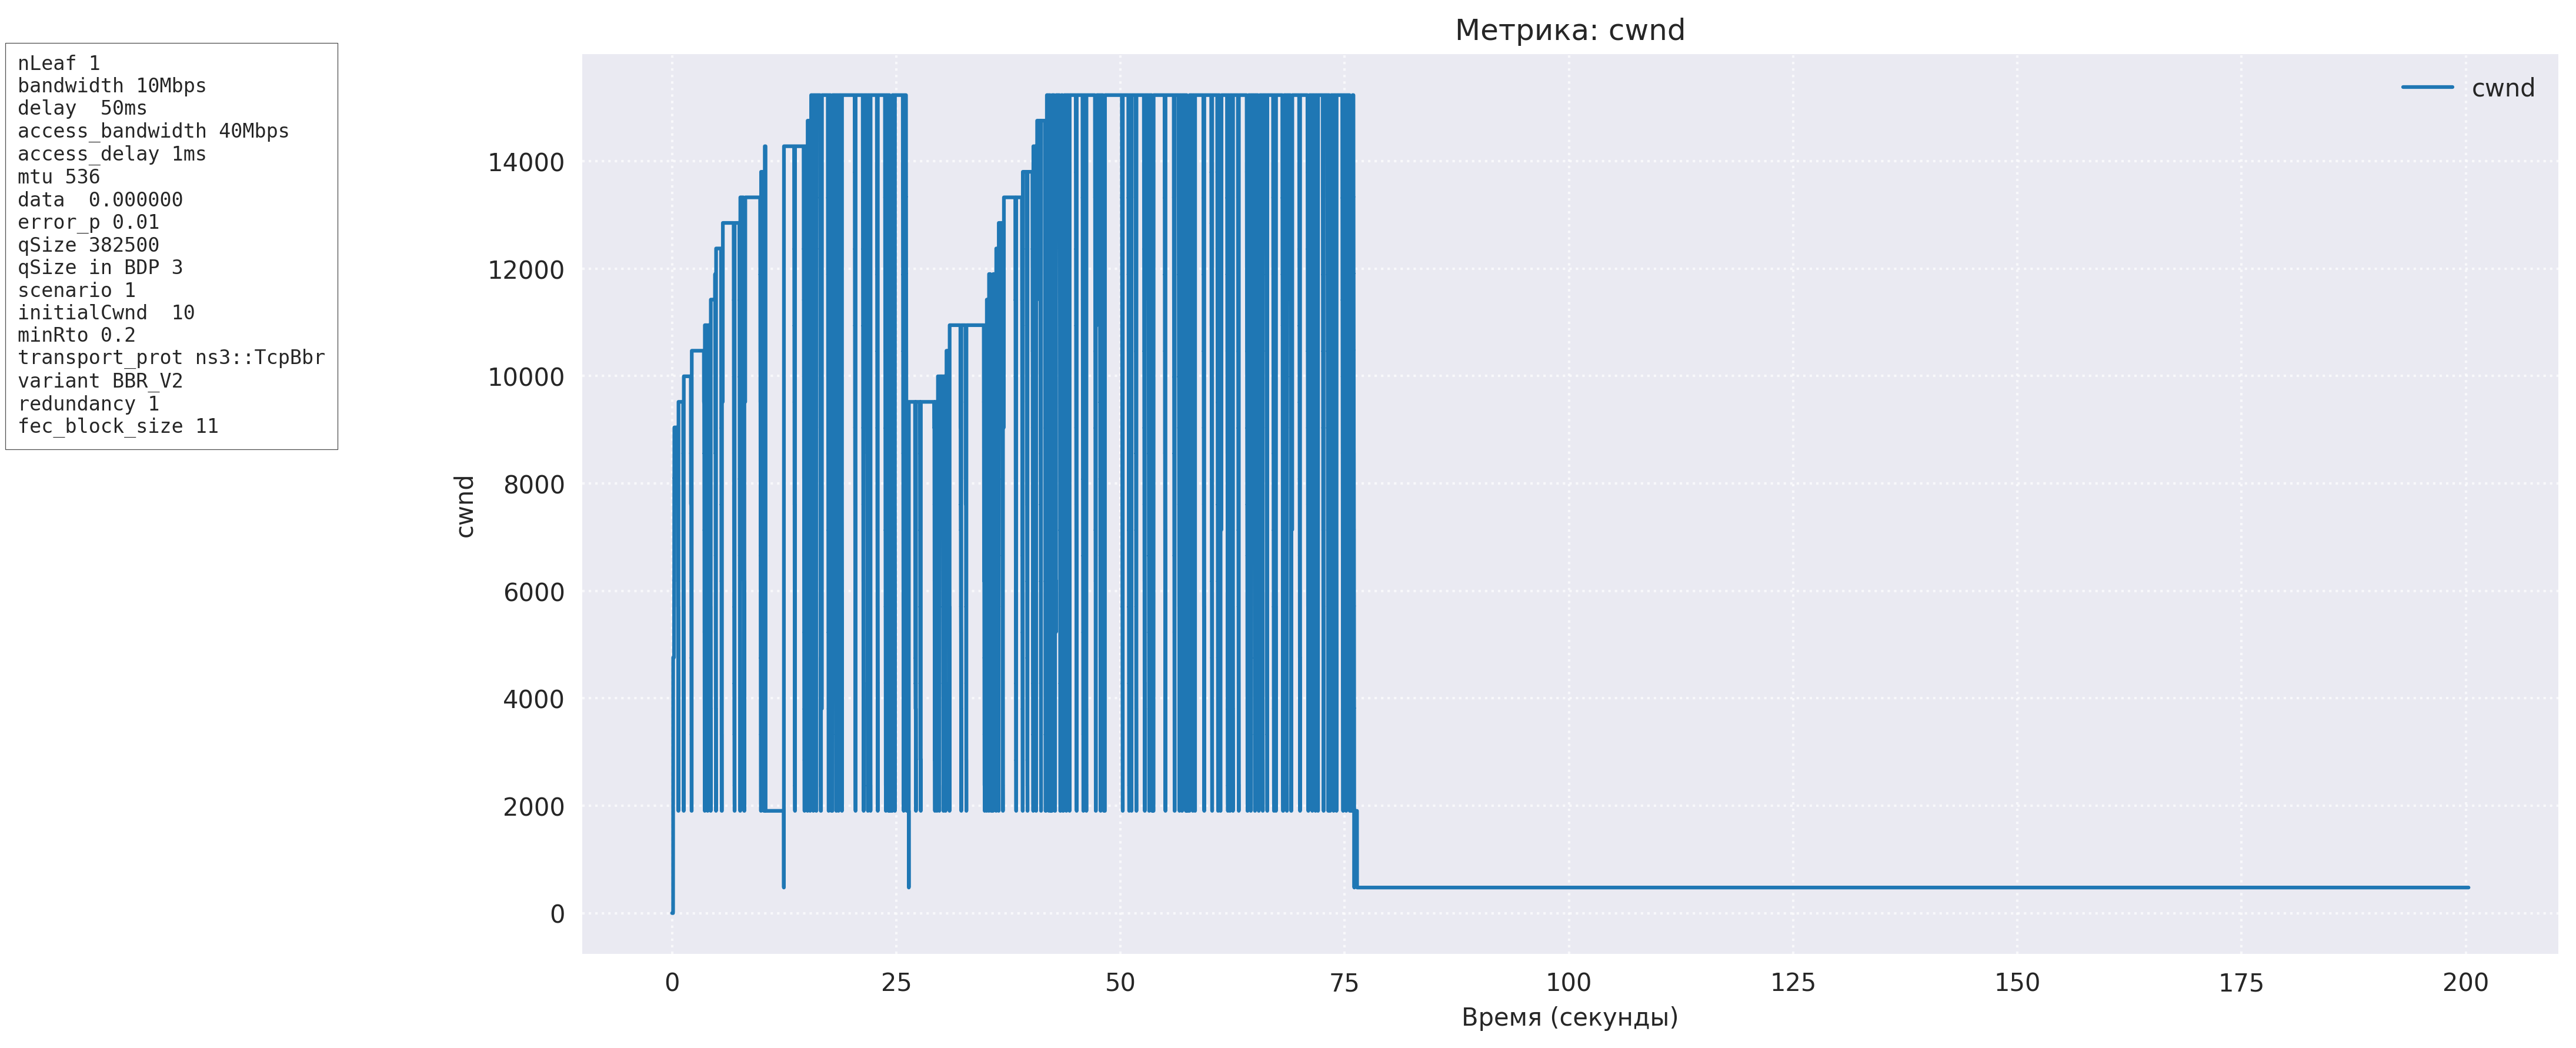 Метрика: cwnd
nLeaf 1
bandwidth 10Mbps
delay  50ms
access_bandwidth 40Mbps
access_delay 1ms
mtu 536
data  0.000000
error_p 0.01
qSize 382500
qSize in BDP 3
scenario 1
initialCwnd  10
minRto 0.2
transport_prot ns3::TcpBbr
variant BBR_V2
redundancy 1
fec_block_size 11
cwnd
cwnd
14000
12000
10000
8000
6000
4000
2000
0
0 25 50 75 100 125 150 175 200
Время (секунды)